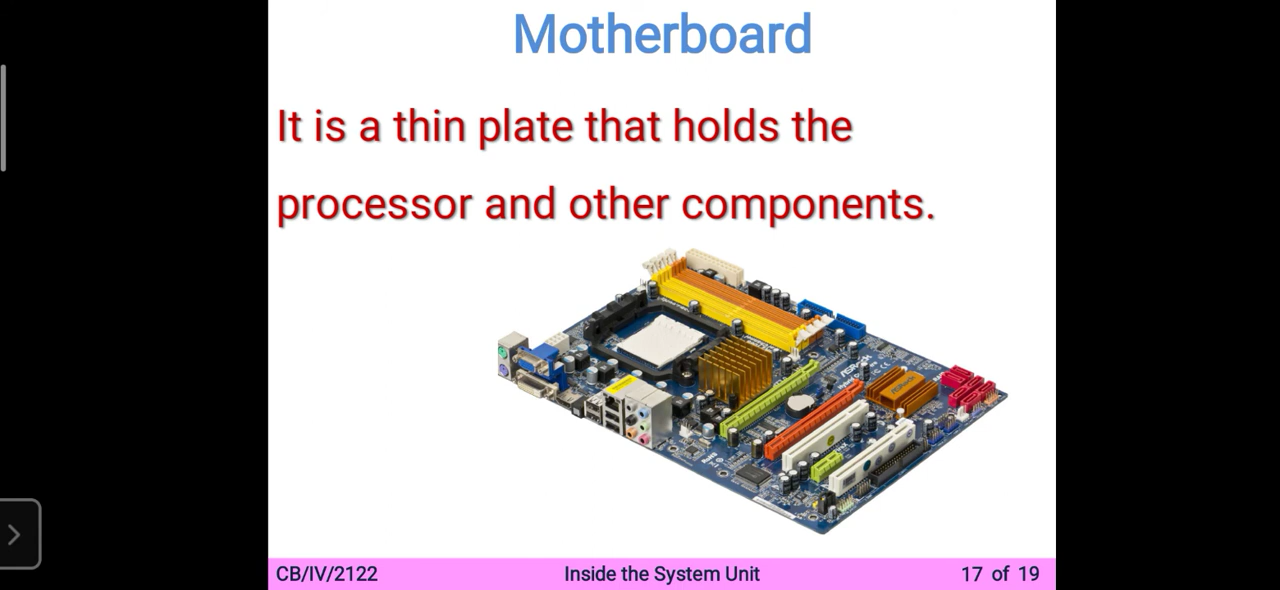 Motherboard
It is a thin plate that holds the
processor and other components.
ASRock
CB/IV/2122
Inside the System Unit
17 of 19